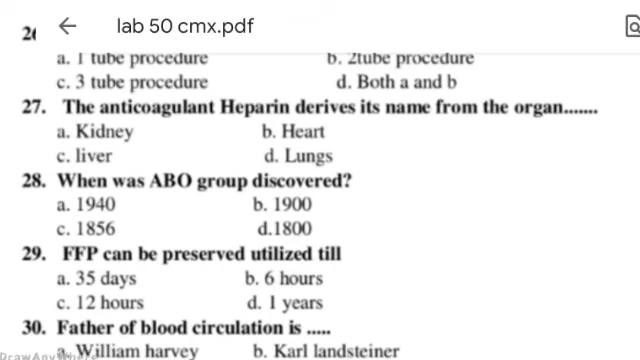 lab 50 cmx.pdf
26
a. 1 tube procedure b. 2tube procedure
c. 3 tube procedure d. Both a and b
27. The anticoagulant Heparin derives its name from the organ.......
a. Kidney b. Heart
c. liver d. Lungs
28. When was ABO group discovered?
a. 1940 b. 1900
c. 1856 d.1800
29. FFP can be preserved utilized till
a. 35 days b. 6 hours
c. 12 hours d. 1 years
30. Father of blood circulation is .....
a. William harvey b. Karl landsteiner
DrawAnywhere